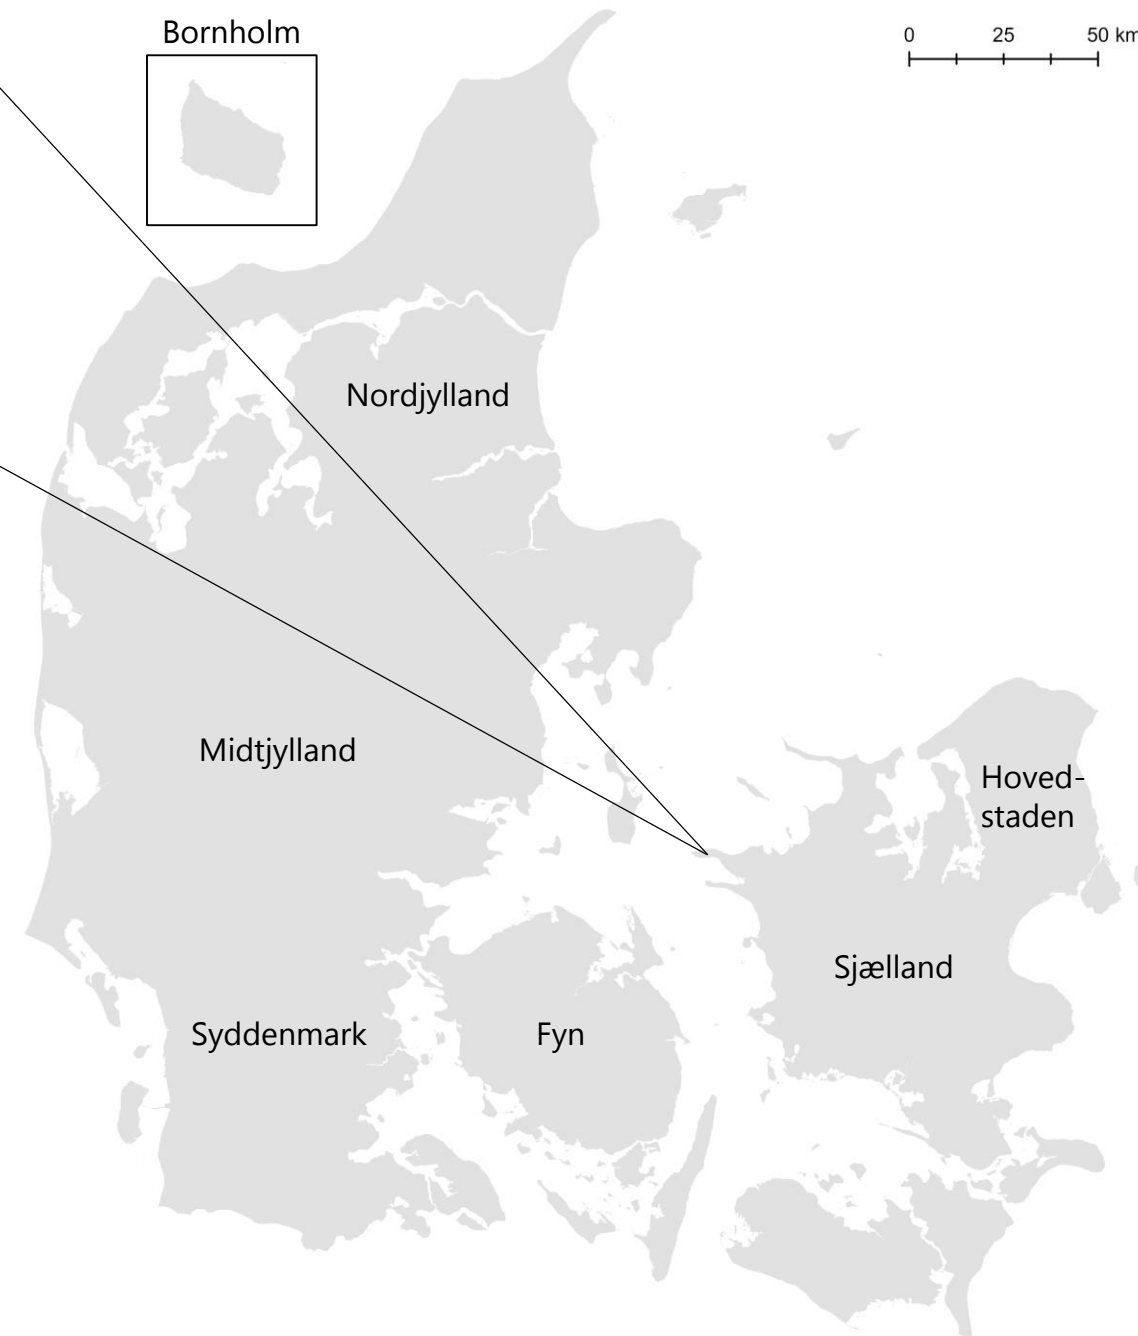 Bornholm
0 25 50 km
Nordjylland
Midtjylland
Hoved-
staden
Sjælland
Syddenmark
Fyn